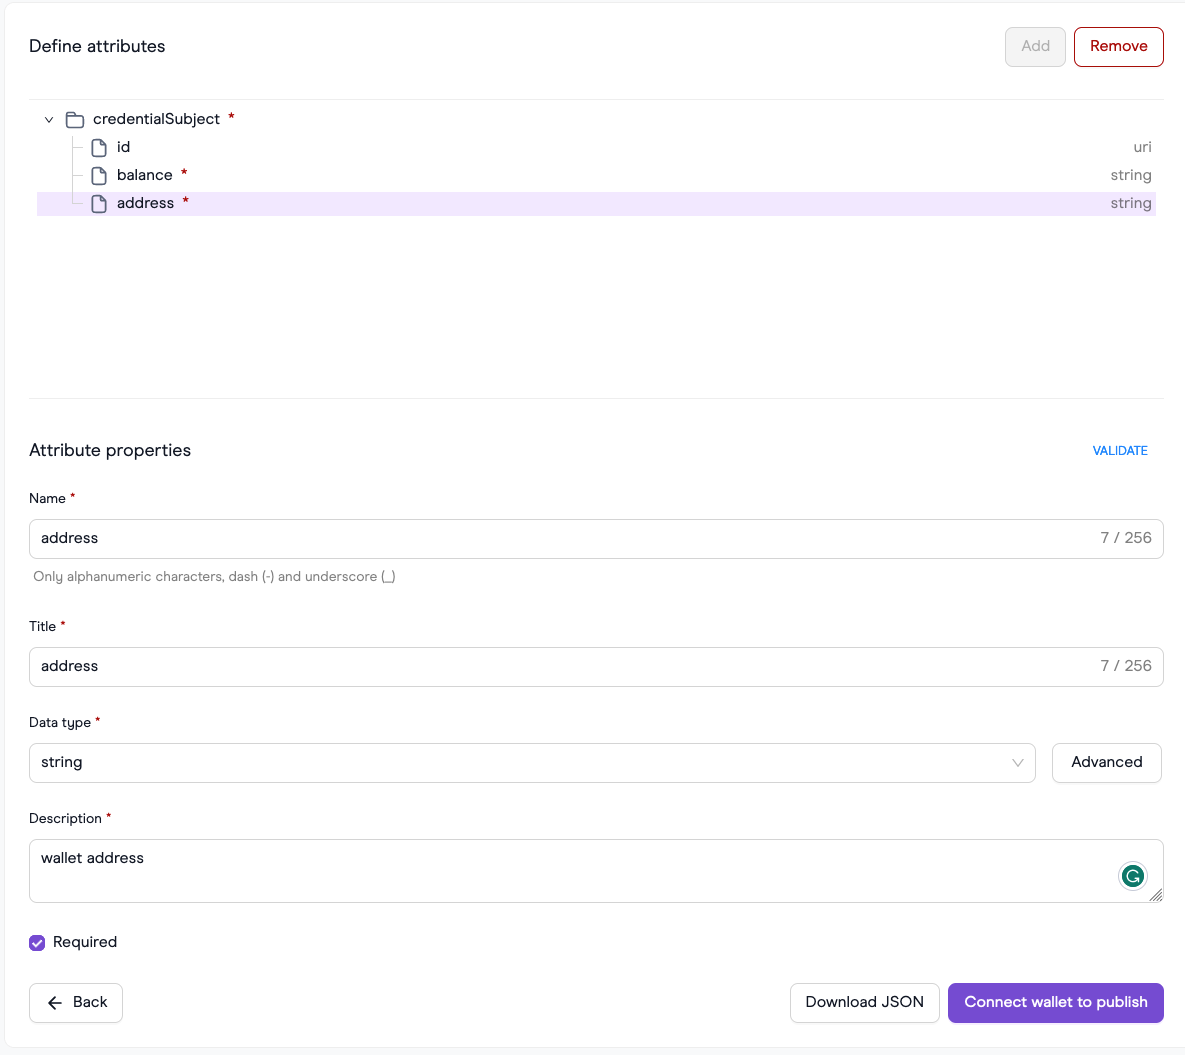 Define attributes
Add
Remove
credentialSubject *
id
uri
balance *
string
address *
string
Attribute properties
VALIDATE
Name *
address
7 / 256
Only alphanumeric characters, dash (-) and underscore (_)
Title *
address
7 / 256
Data type *
string
Advanced
Description *
wallet address
Required
Back
Download JSON
Connect wallet to publish